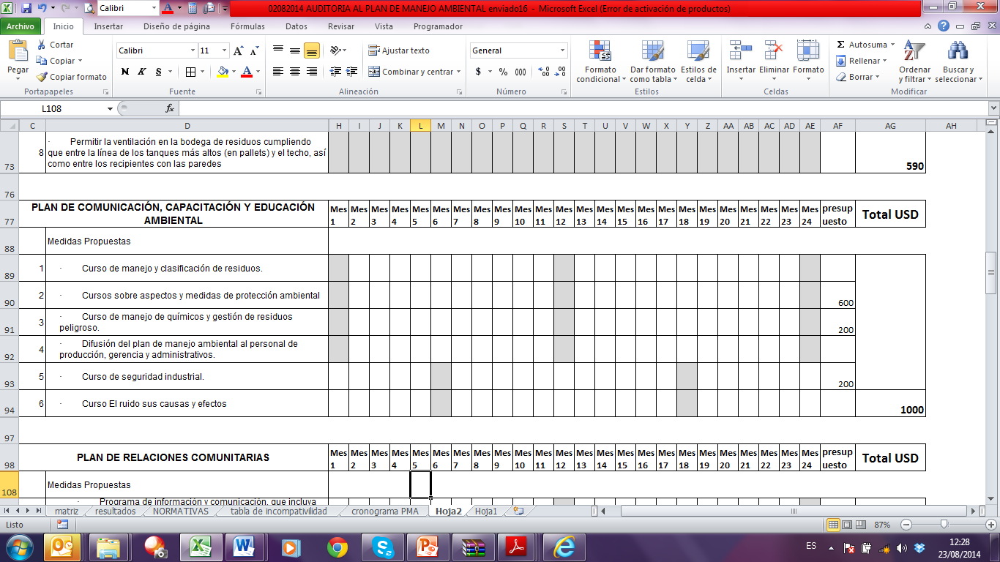 Calibri
02082014 AUDITORIA AL PLAN DE MANEJO AMBIENTAL enviado16 - Microsoft Excel (Error de activación de productos)
Archivo Inicio Insertar Diseño de página Fórmulas Datos Revisar Vista Programador
Pegar
Cortar
Copiar
Copiar formato
Portapapeles
Calibri 11
N K S
Fuente
Ajustar texto
Combinar y centrar
Alineación
General
$ % 000
Número
Formato condicional
Dar formato como tabla
Estilos de celda
Estilos
Insertar Eliminar Formato
Celdas
Autosuma
Rellenar
Borrar
Ordenar y filtrar
Buscar y seleccionar
Modificar
L108 fx
C D H I J K L M N O P Q R S T U V W X Y Z AA AB AC AD AE AF AG AH
73 8 · Permitir la ventilación en la bodega de residuos cumpliendo
que entre la línea de los tanques más altos (en pallets) y el techo, así
como entre los recipientes con las paredes 590
76
77 PLAN DE COMUNICACIÓN, CAPACITACIÓN Y EDUCACIÓN
AMBIENTAL Mes 1 Mes 2 Mes 3 Mes 4 Mes 5 Mes 6 Mes 7 Mes 8 Mes 9 Mes 10 Mes 11 Mes 12 Mes 13 Mes 14 Mes 15 Mes 16 Mes 17 Mes 18 Mes 19 Mes 20 Mes 21 Mes 22 Mes 23 Mes 24 presupuesto Total USD
88 Medidas Propuestas
89 1 · Curso de manejo y clasificación de residuos.
90 2 · Cursos sobre aspectos y medidas de protección ambiental 600
91 3 · Curso de manejo de químicos y gestión de residuos
peligroso. 200
92 4 · Difusión del plan de manejo ambiental al personal de
producción, gerencia y administrativos.
93 5 · Curso de seguridad industrial. 200
94 6 · Curso El ruido sus causas y efectos 1000
97
98 PLAN DE RELACIONES COMUNITARIAS Mes 1 Mes 2 Mes 3 Mes 4 Mes 5 Mes 6 Mes 7 Mes 8 Mes 9 Mes 10 Mes 11 Mes 12 Mes 13 Mes 14 Mes 15 Mes 16 Mes 17 Mes 18 Mes 19 Mes 20 Mes 21 Mes 22 Mes 23 Mes 24 presupuesto Total USD
108 Medidas Propuestas
· Programa de información y comunicación, que incluya
matriz resultados NORMATIVAS tabla de incompativilidad cronograma PMA Hoja2 Hoja1
Listo 87%
ES 12:28
23/08/2014